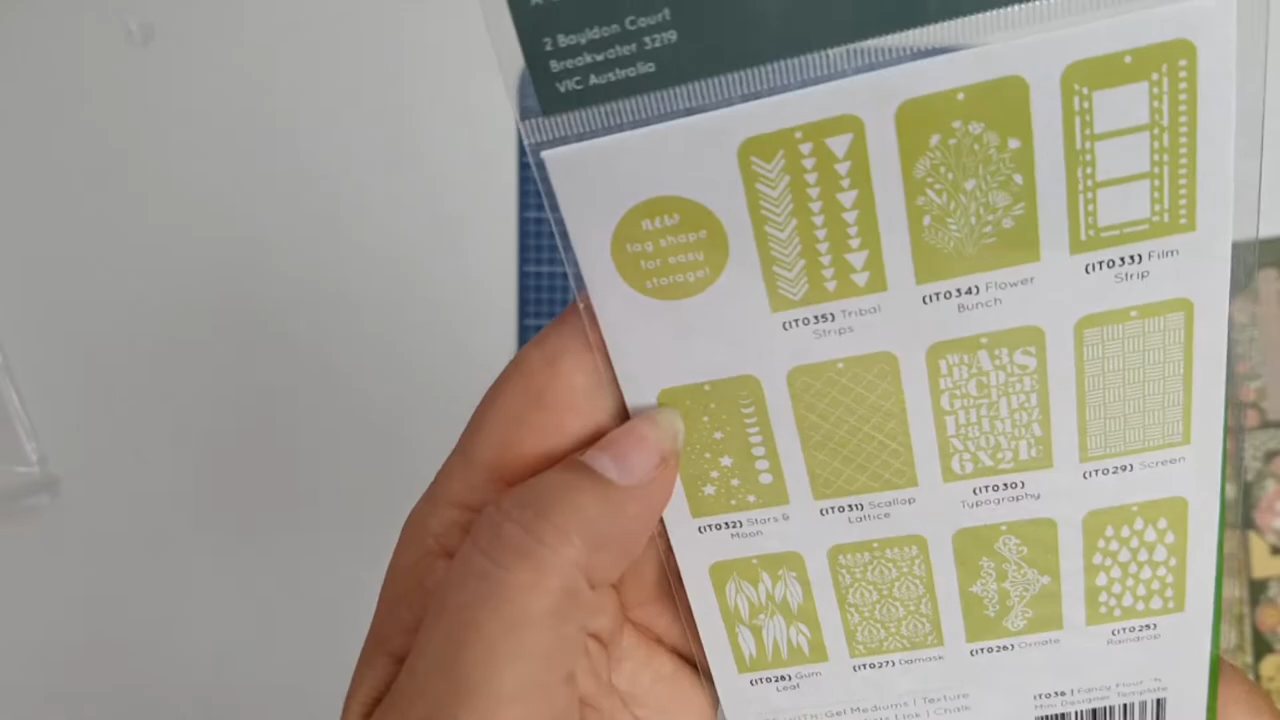 2 Bayldon Court
Breakwater 3219
VIC Australia
new
tag shape
for easy
storage!
(IT035) Tribal
Strips
(IT034) Flower
Bunch
(IT033) Film
Strip
(IT032) Stars &
Moon
(IT031) Scallop
Lattice
(IT030)
Typography
(IT029) Screen
(IT028) Gum
Leaf
(IT027) Damask
(IT026) Ornate
(IT025)
Raindrop
Gel Mediums | Texture
Ink | Chalk
IT036 | Fancy
Mini Designer Template